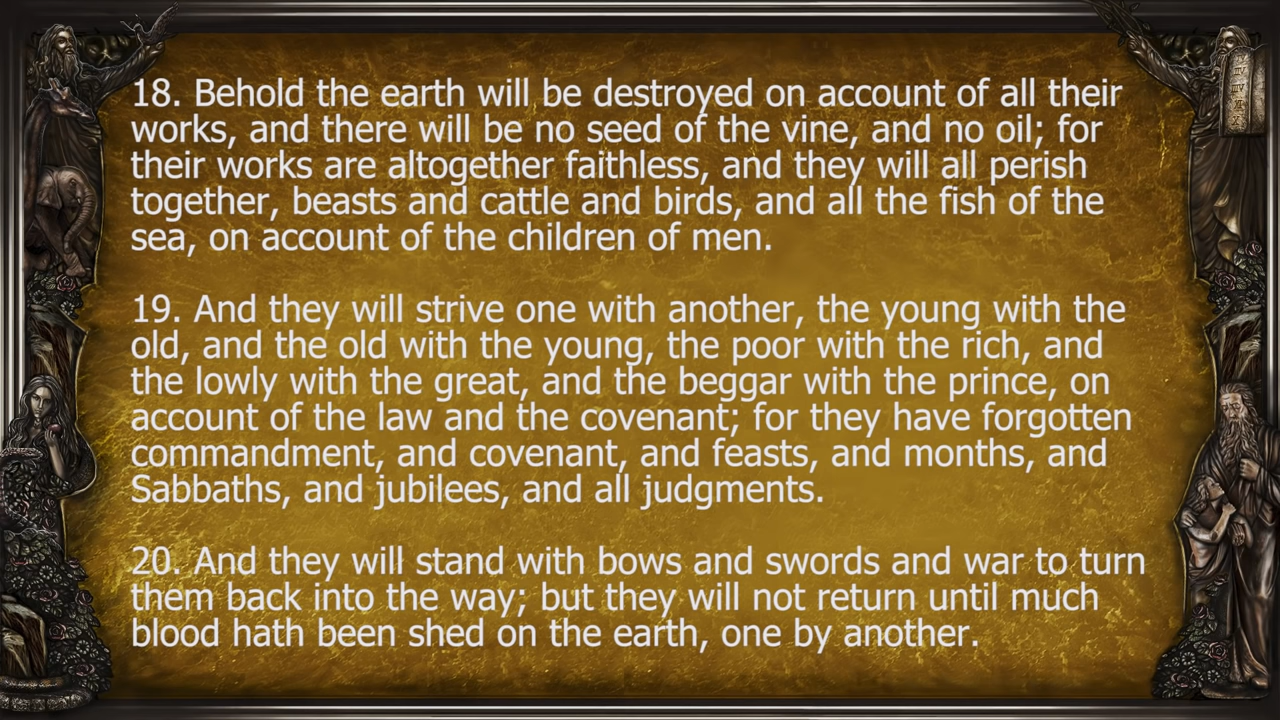 18. Behold the earth will be destroyed on account of all their
works, and there will be no seed of the vine, and no oil; for
their works are altogether faithless, and they will all perish
together, beasts and cattle and birds, and all the fish of the
sea, on account of the children of men.
19. And they will strive one with another, the young with the
old, and the old with the young, the poor with the rich, and
the lowly with the great, and the beggar with the prince, on
account of the law and the covenant; for they have forgotten
commandment, and covenant, and feasts, and months, and
Sabbaths, and jubilees, and all judgments.
20. And they will stand with bows and swords and war to turn
them back into the way; but they will not return until much
blood hath been shed on the earth, one by another.